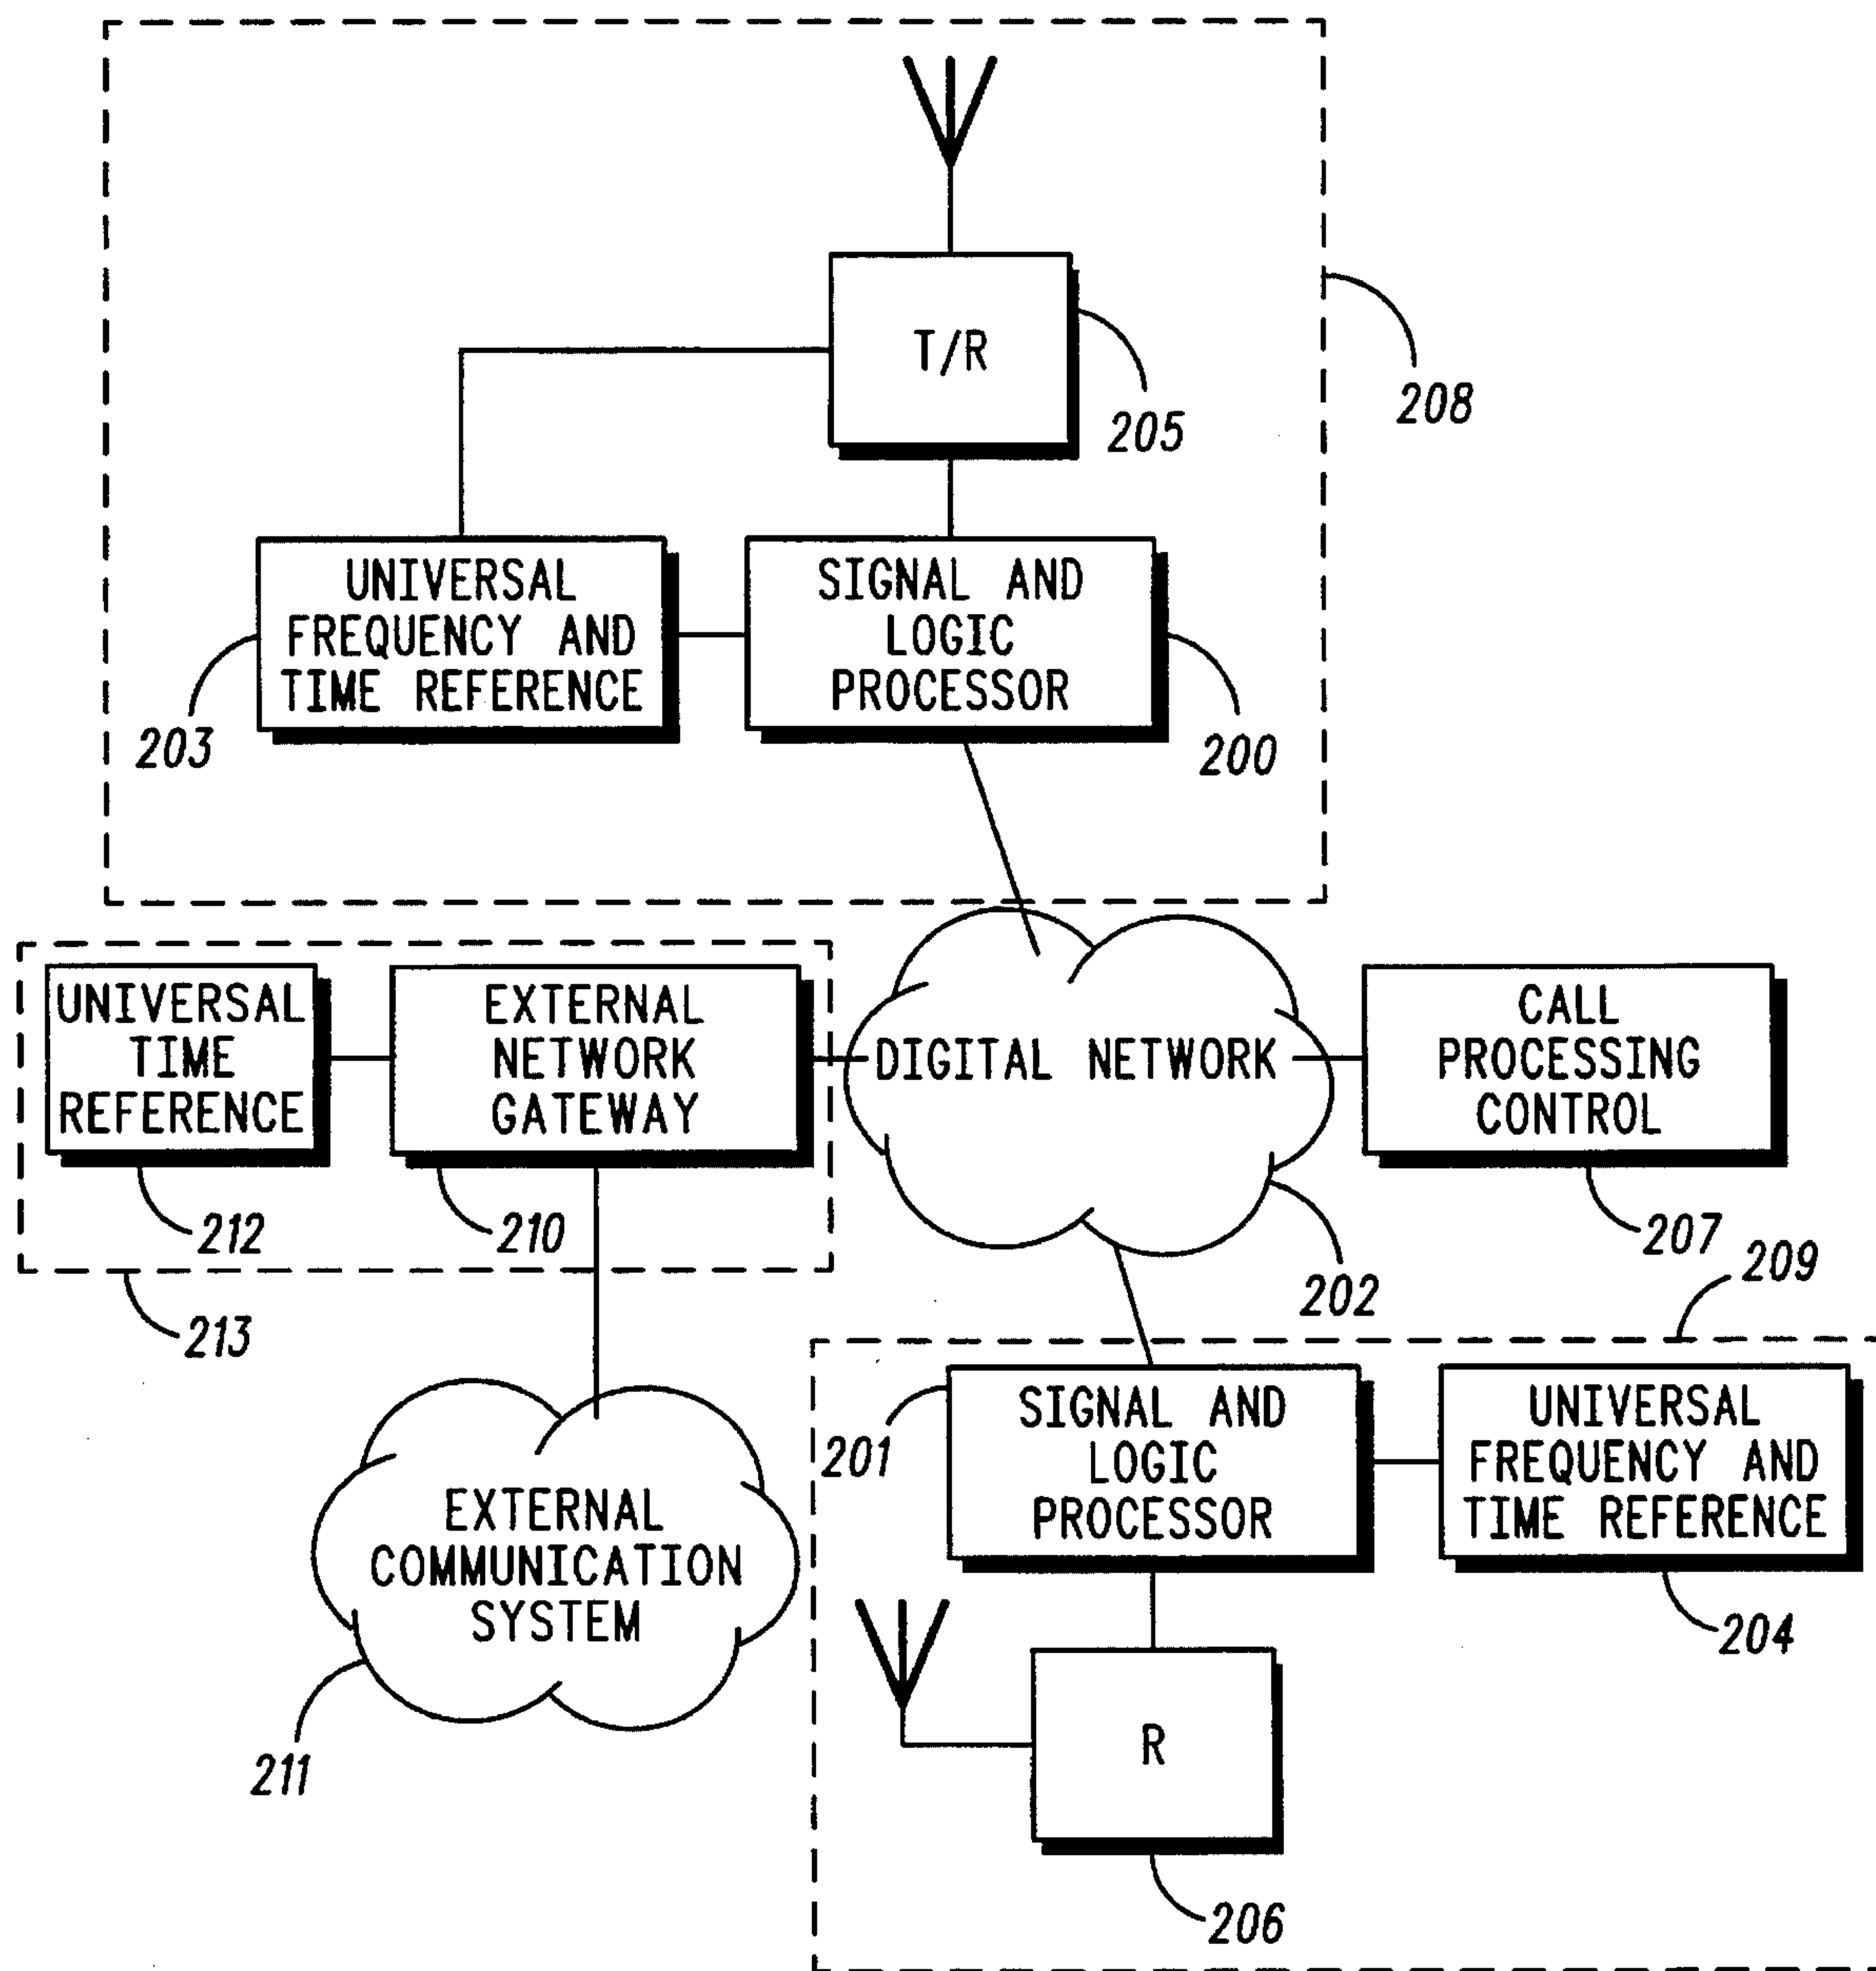 T/R
205
208
UNIVERSAL
FREQUENCY AND
TIME REFERENCE
203
SIGNAL AND
LOGIC
PROCESSOR
200
UNIVERSAL
TIME
REFERENCE
212
EXTERNAL
NETWORK
GATEWAY
210
213
DIGITAL NETWORK
202
CALL
PROCESSING
CONTROL
207
209
EXTERNAL
COMMUNICATION
SYSTEM
211
201
SIGNAL AND
LOGIC
PROCESSOR
UNIVERSAL
FREQUENCY AND
TIME REFERENCE
204
R
206